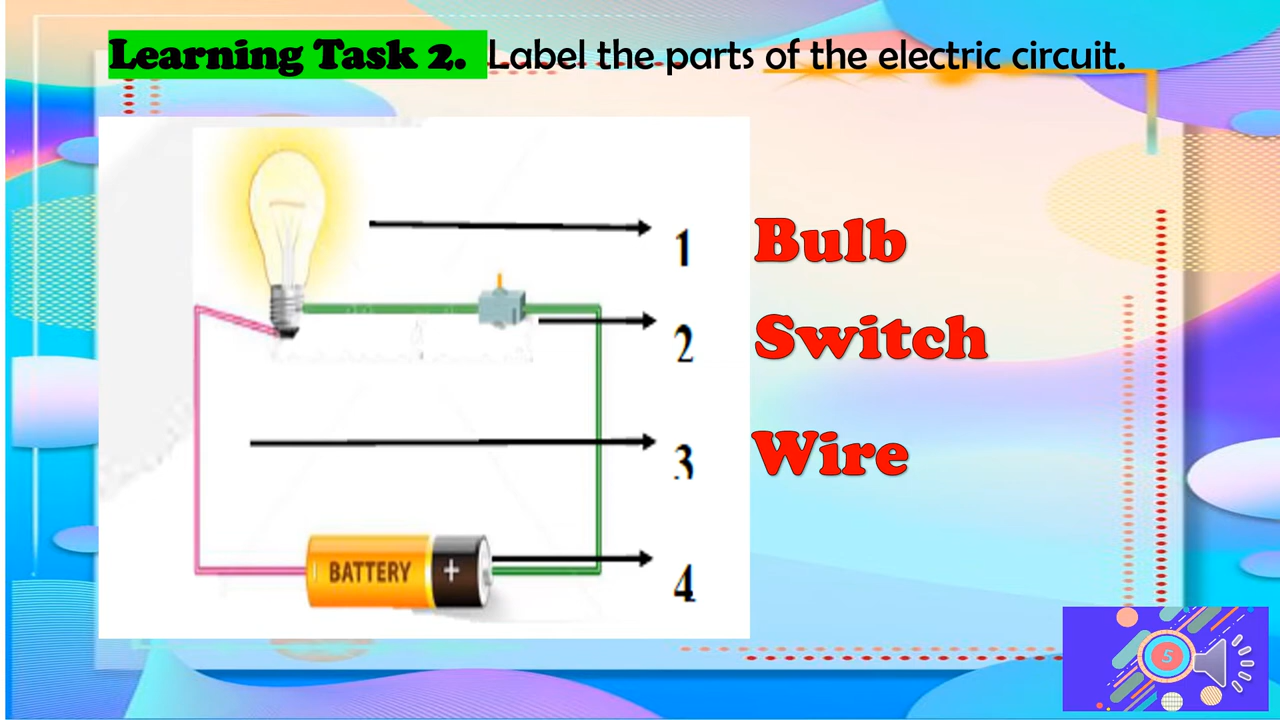 Learning Task 2. Label the parts of the electric circuit.
1 Bulb
2 Switch
3 Wire
BATTERY +
4
5